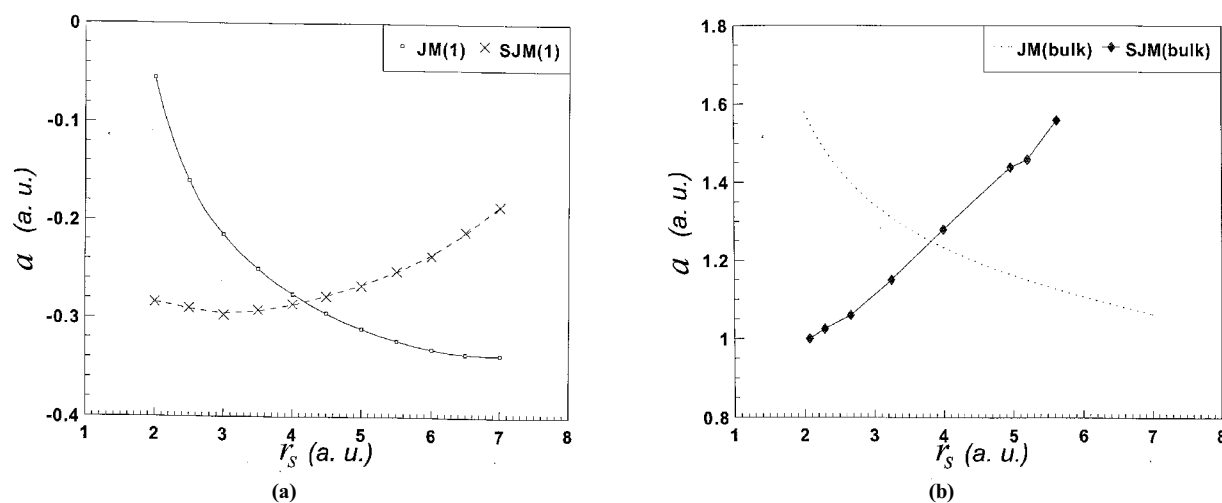 JM(1) SJM(1)
0
-0.1
-0.2
-0.3
-0.4
a (a. u.)
1 2 3 4 5 6 7 8
r_s (a. u.)
(a)
JM(bulk) SJM(bulk)
1.8
1.6
1.4
1.2
1
0.8
a (a. u.)
1 2 3 4 5 6 7 8
r_s (a. u.)
(b)